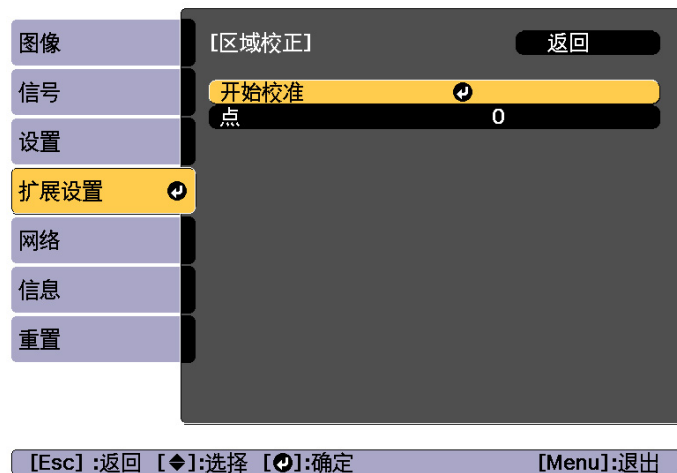 图像
信号
设置
扩展设置
网络
信息
重置
[区域校正]
返回
开始校准
点 0
[Esc] :返回 [◆]:选择 [↵]:确定 [Menu]:退出